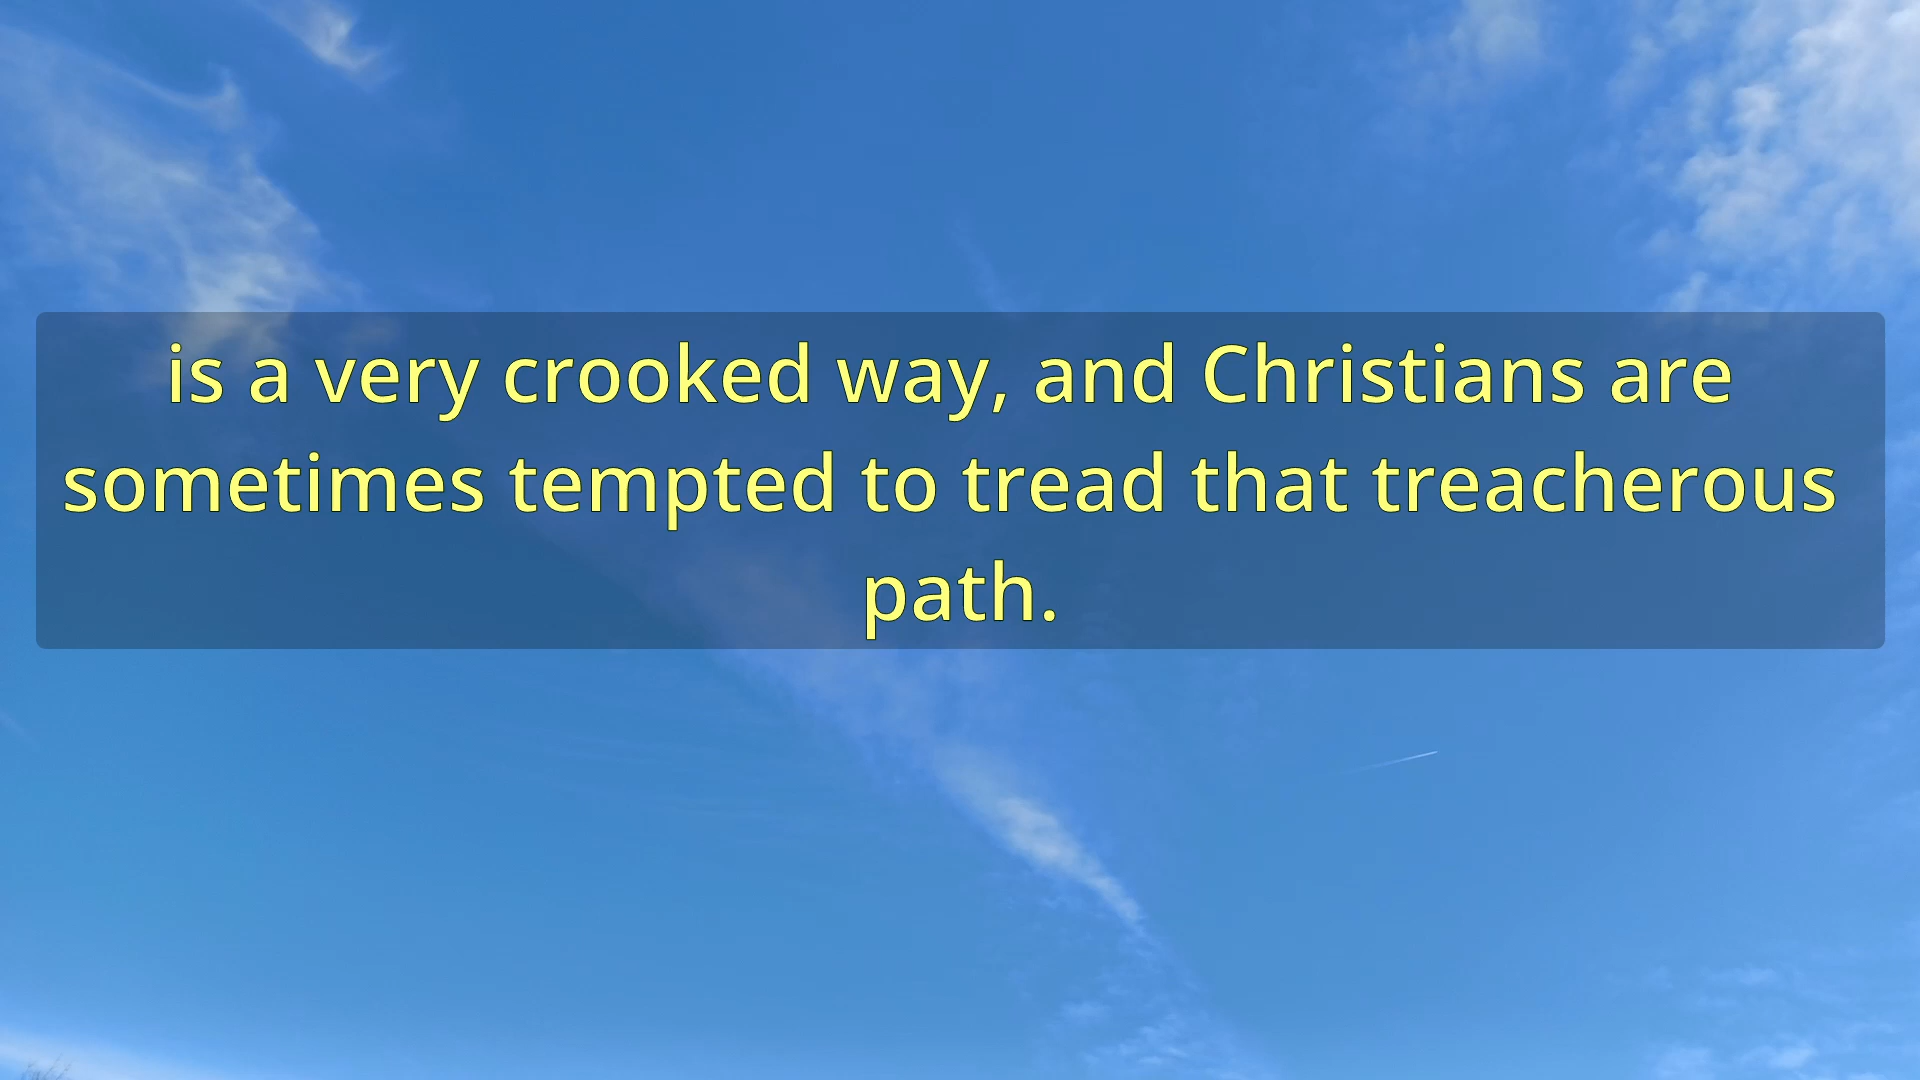 is a very crooked way, and Christians are
sometimes tempted to tread that treacherous
path.